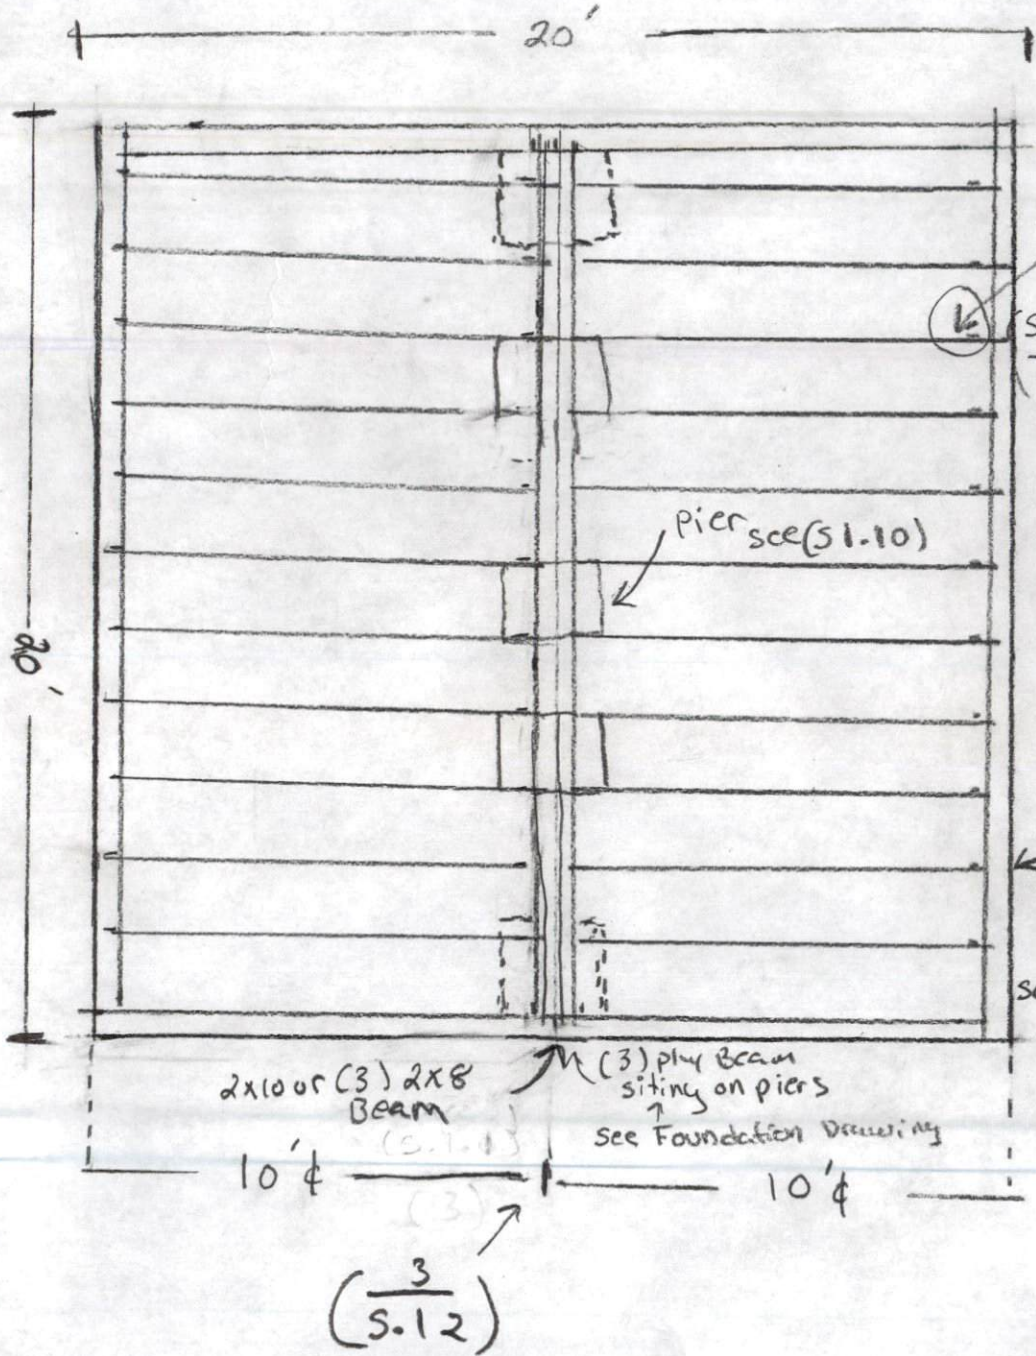 20'
20'
pier see (S1.10)
2x10 or (3) 2x8
Beam
(3) ply Beam
siting on piers
see Foundation Drawing
10' ¢
10' ¢
(3)
3
S.12